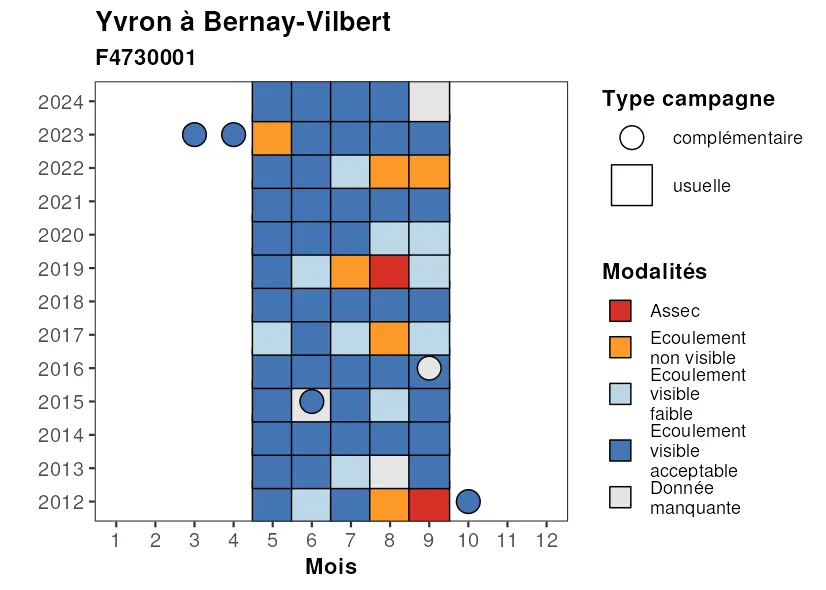 Yvron à Bernay-Vilbert
F4730001
2024
2023
2022
2021
2020
2019
2018
2017
2016
2015
2014
2013
2012
1 2 3 4 5 6 7 8 9 10 11 12
Mois
Type campagne
complémentaire
usuelle
Modalités
Assec
Ecoulement
non visible
Ecoulement
visible
faible
Ecoulement
visible
acceptable
Donnée
manquante